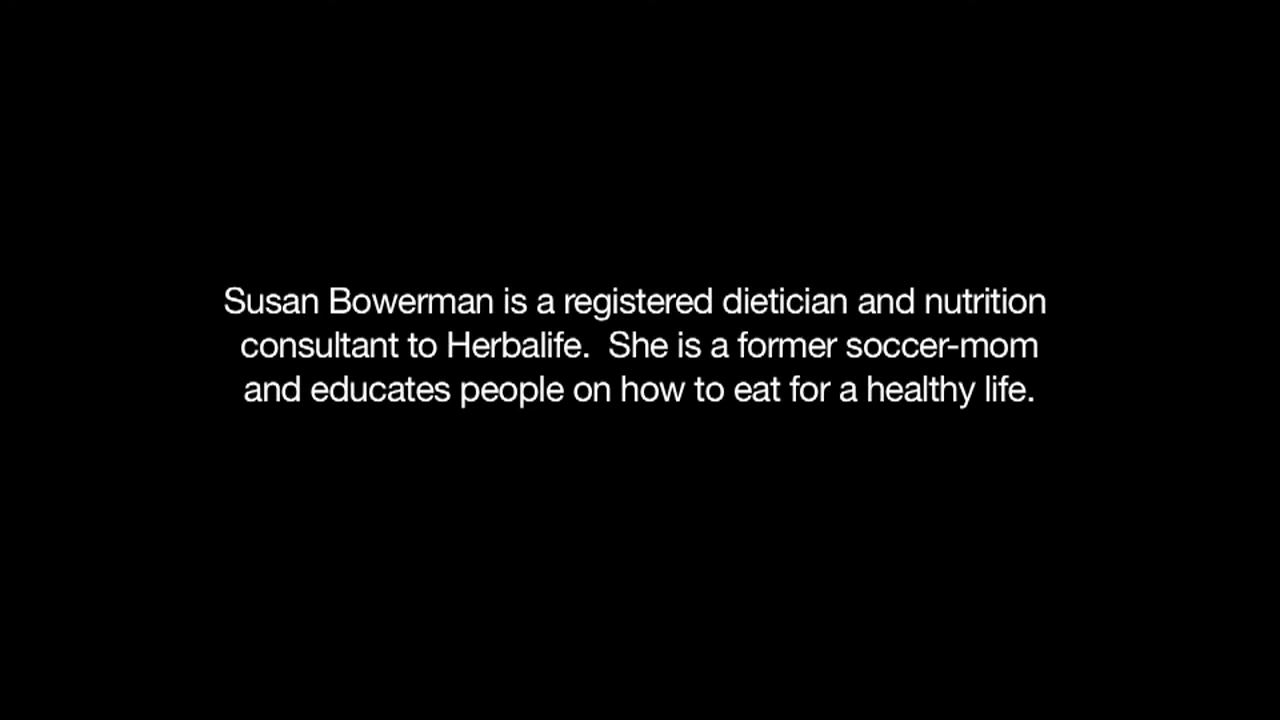 Susan Bowerman is a registered dietician and nutrition
consultant to Herbalife.  She is a former soccer-mom
and educates people on how to eat for a healthy life.